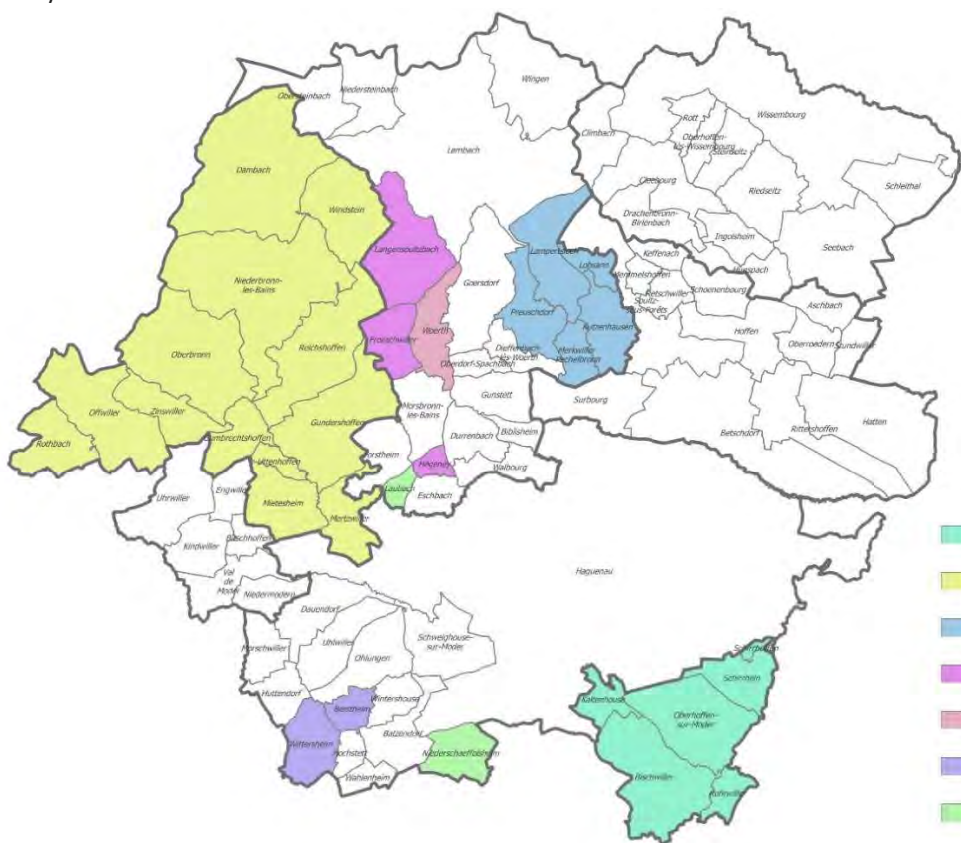 Obersteinbach
Niedersteinbach
Wingen
Wissembourg
Climbach
Rott
Oberhoffen-
lès-Wissembourg
Steinseltz
Lembach
Cleebourg
Riedseltz
Schleithal
Dambach
Windstein
Drachenbronn-
Birlenbach
Ingolsheim
Seebach
Langensoultzbach
Lampertsloch
Lobsann
Keffenach
Memmelshoffen
Hunspach
Retschwiller
Schoenenbourg
Soultz-
sous-Forêts
Aschbach
Niederbronn-
les-Bains
Goersdorf
Preuschdorf
Kutzenhausen
Hoffen
Oberroedern
Stundwiller
Woerth
Froeschwiller
Reichshoffen
Dieffenbach-
lès-Woerth
Merkwiller
Pechelbronn
Oberbronn
Oberdorf-Spachbach
Gunstett
Surbourg
Betschdorf
Rittershoffen
Hatten
Morsbronn-
les-Bains
Offwiller
Zinswiller
Rothbach
Gundershoffen
Gumbrechtshoffen
Uttenhoffen
Durrenbach
Biblisheim
Walbourg
Forstheim
Hegeney
Laubach
Eschbach
Mietesheim
Mertzwiller
Uhrwiller
Engwiller
Kindwiller
Bitschhoffen
Val
de
Moder
Niedermodern
Haguenau
Dauendorf
Uhlwiller
Ohlungen
Schweighouse-
sur-Moder
Morschwiller
Huttendorf
Wintershouse
Berstheim
Wittersheim
Hochstett
Batzendorf
Wahlenheim
Niederschaeffolsheim
Schirrhoffen
Schirrhein
Kaltenhouse
Oberhoffen-
sur-Moder
Bischwiller
Rohrwiller